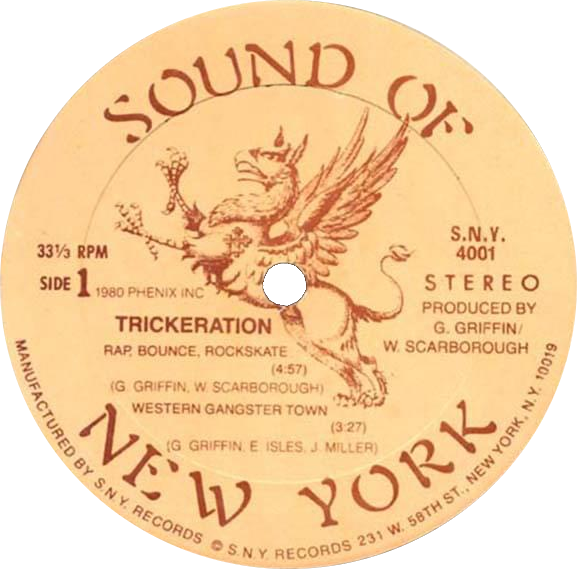 SOUND OF
33⅓ RPM
SIDE 1
1980 PHENIX INC
S.N.Y.
4001
STEREO
PRODUCED BY
G. GRIFFIN/
W. SCARBOROUGH
TRICKERATION
RAP, BOUNCE, ROCKSKATE
(4:57)
(G. GRIFFIN, W. SCARBOROUGH)
WESTERN GANGSTER TOWN
(3:27)
(G. GRIFFIN, E. ISLES, J. MILLER)
NEW YORK
MANUFACTURED BY S.N.Y. RECORDS © S.N.Y. RECORDS 231 W. 58TH ST., NEW YORK, N.Y. 10019